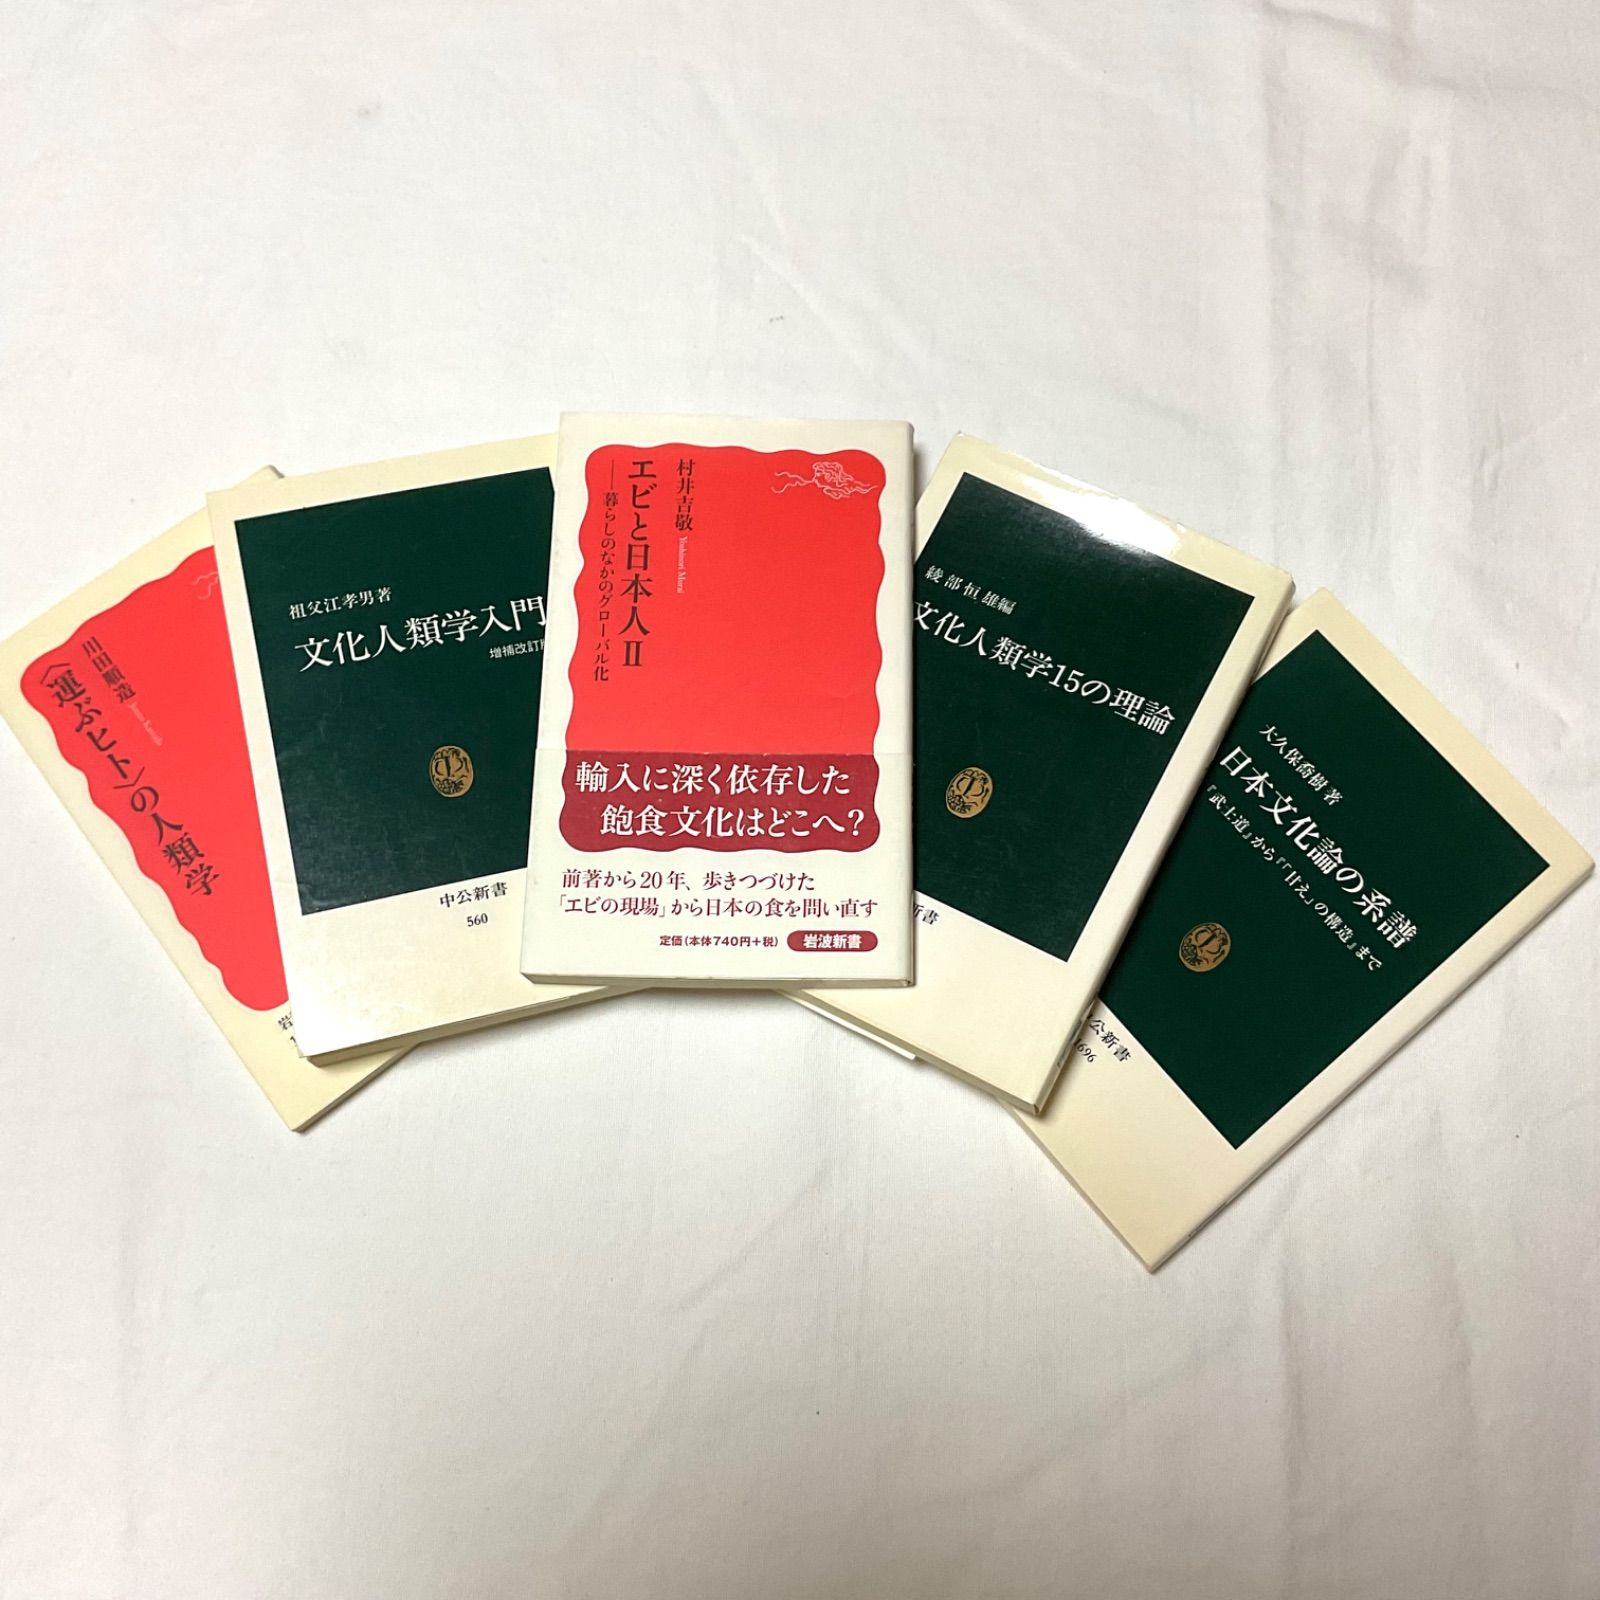 川田順造
〈運ぶヒト〉の人類学
祖父江孝男著
文化人類学入門
増補改訂
中公新書
560
村井吉敬
Yoshinori Murai
エビと日本人Ⅱ
――暮らしのなかのグローバル化
輸入に深く依存した
飽食文化はどこへ?
前著から20年、歩きつづけた
「エビの現場」から日本の食を問い直す
定価(本体740円+税)
岩波新書
綾部恒雄編
文化人類学15の理論
新書
大久保喬樹著
日本文化論の系譜
『武士道』から『「甘え」の構造』まで
公新書
1696